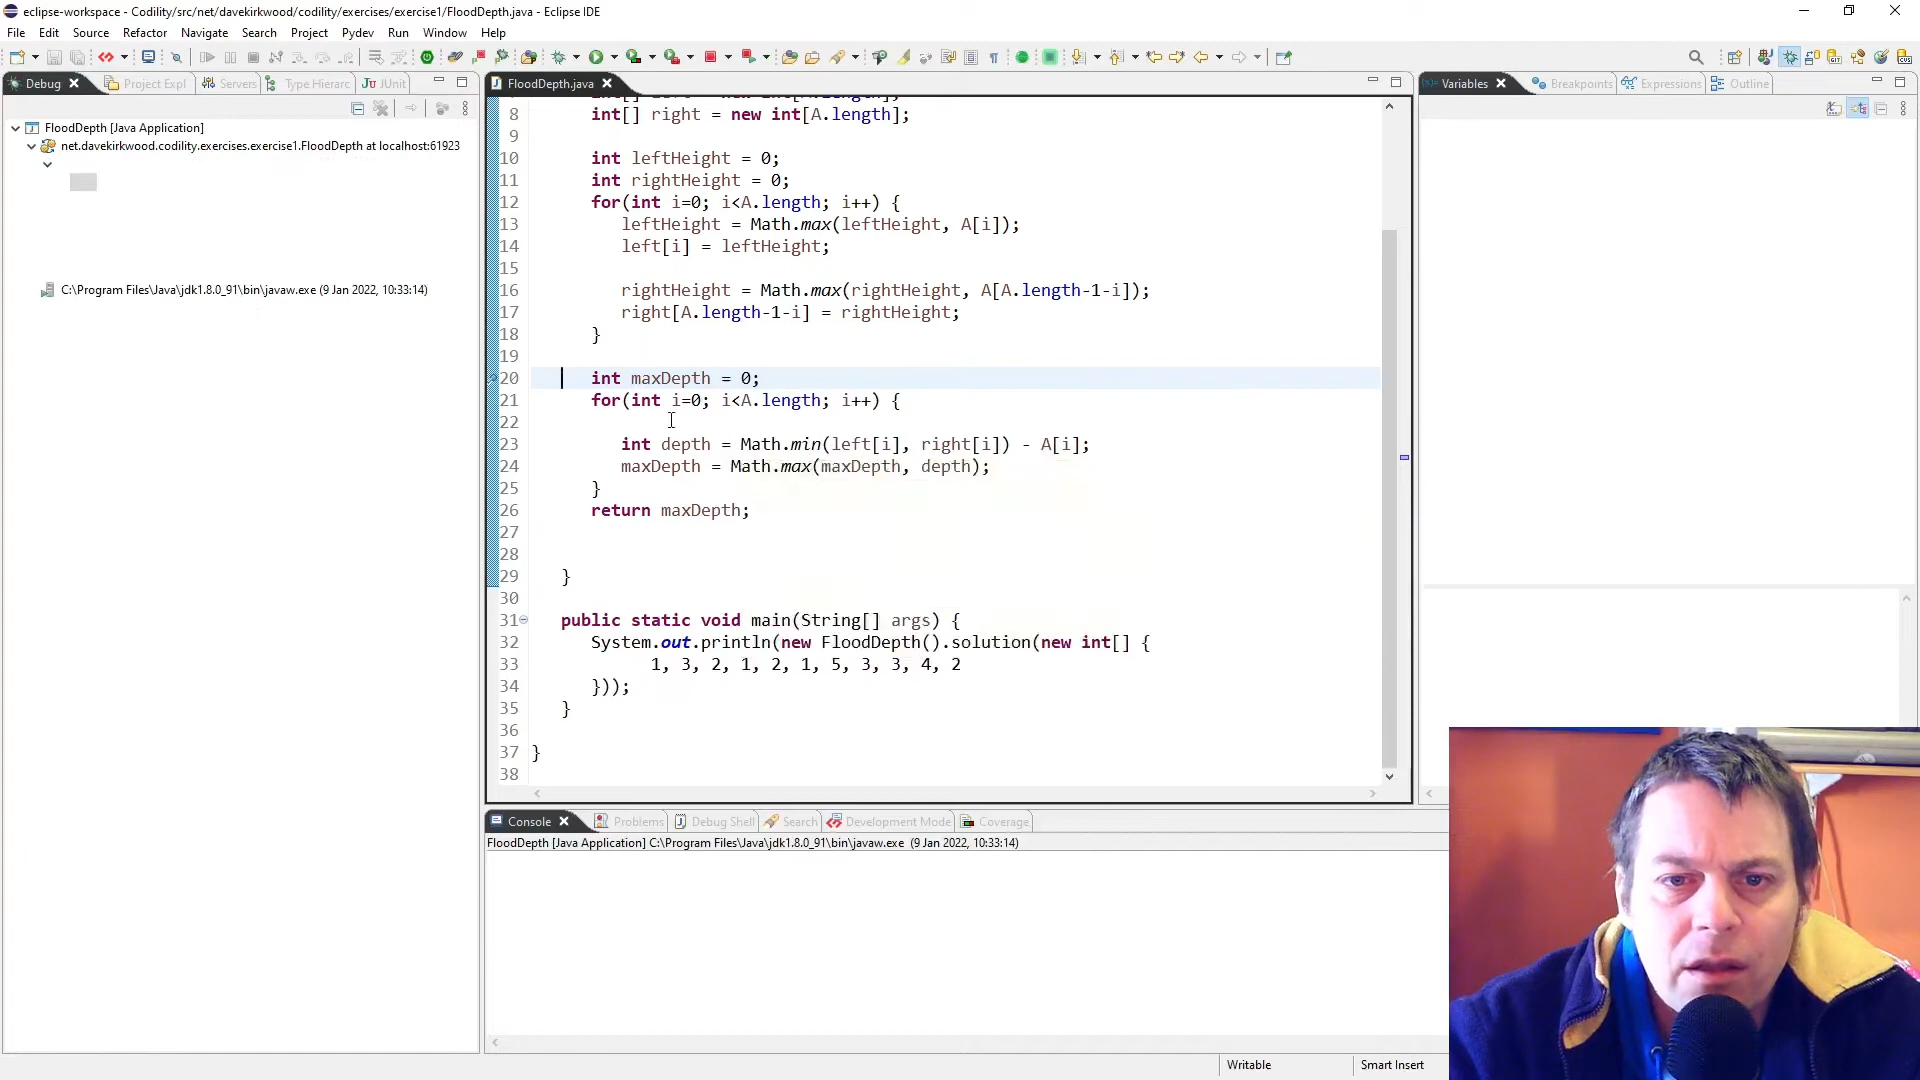 eclipse-workspace - Codility/src/net/davekirkwood/codility/exercises/exercise1/FloodDepth.java - Eclipse IDE
File Edit Source Refactor Navigate Search Project Pydev Run Window Help
Debug Project Expl Servers Type Hierarc JUnit
FloodDepth [Java Application]
net.davekirkwood.codility.exercises.exercise1.FloodDepth at localhost:61923
C:\Program Files\Java\jdk1.8.0_91\bin\javaw.exe (9 Jan 2022, 10:33:14)
FloodDepth.java
8 int[] right = new int[A.length];
9
10 int leftHeight = 0;
11 int rightHeight = 0;
12 for(int i=0; i<A.length; i++) {
13 leftHeight = Math.max(leftHeight, A[i]);
14 left[i] = leftHeight;
15
16 rightHeight = Math.max(rightHeight, A[A.length-1-i]);
17 right[A.length-1-i] = rightHeight;
18 }
19
20 int maxDepth = 0;
21 for(int i=0; i<A.length; i++) {
22
23 int depth = Math.min(left[i], right[i]) - A[i];
24 maxDepth = Math.max(maxDepth, depth);
25 }
26 return maxDepth;
27
28
29 }
30
31 public static void main(String[] args) {
32 System.out.println(new FloodDepth().solution(new int[] {
33 1, 3, 2, 1, 2, 1, 5, 3, 3, 4, 2
34 }));
35 }
36
37 }
38
Variables Breakpoints Expressions Outline
Console Problems Debug Shell Search Development Mode Coverage
FloodDepth [Java Application] C:\Program Files\Java\jdk1.8.0_91\bin\javaw.exe (9 Jan 2022, 10:33:14)
Writable Smart Insert